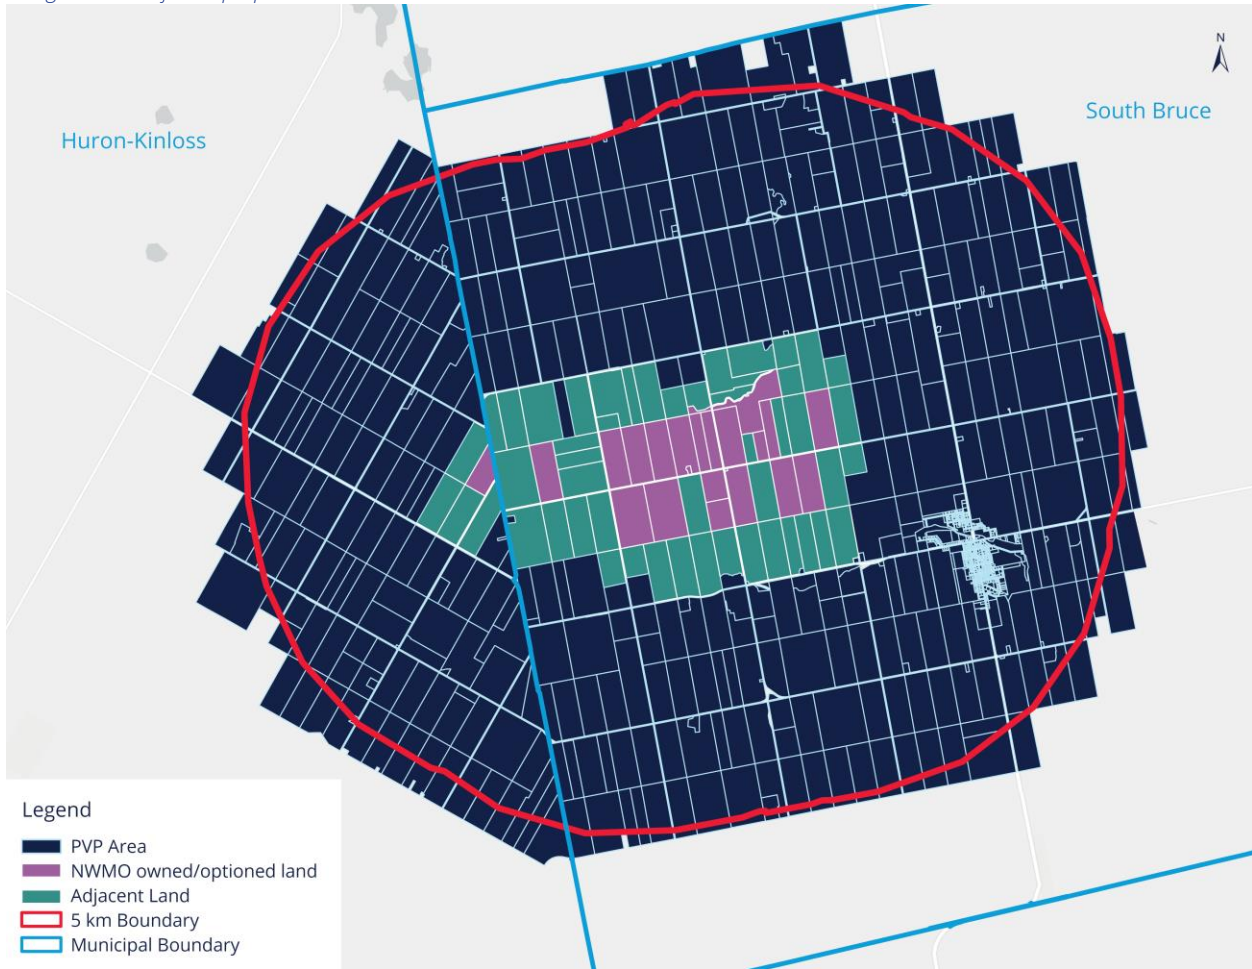 N
South Bruce
Huron-Kinloss
Legend
PVP Area
NWMO owned/optioned land
Adjacent Land
5 km Boundary
Municipal Boundary